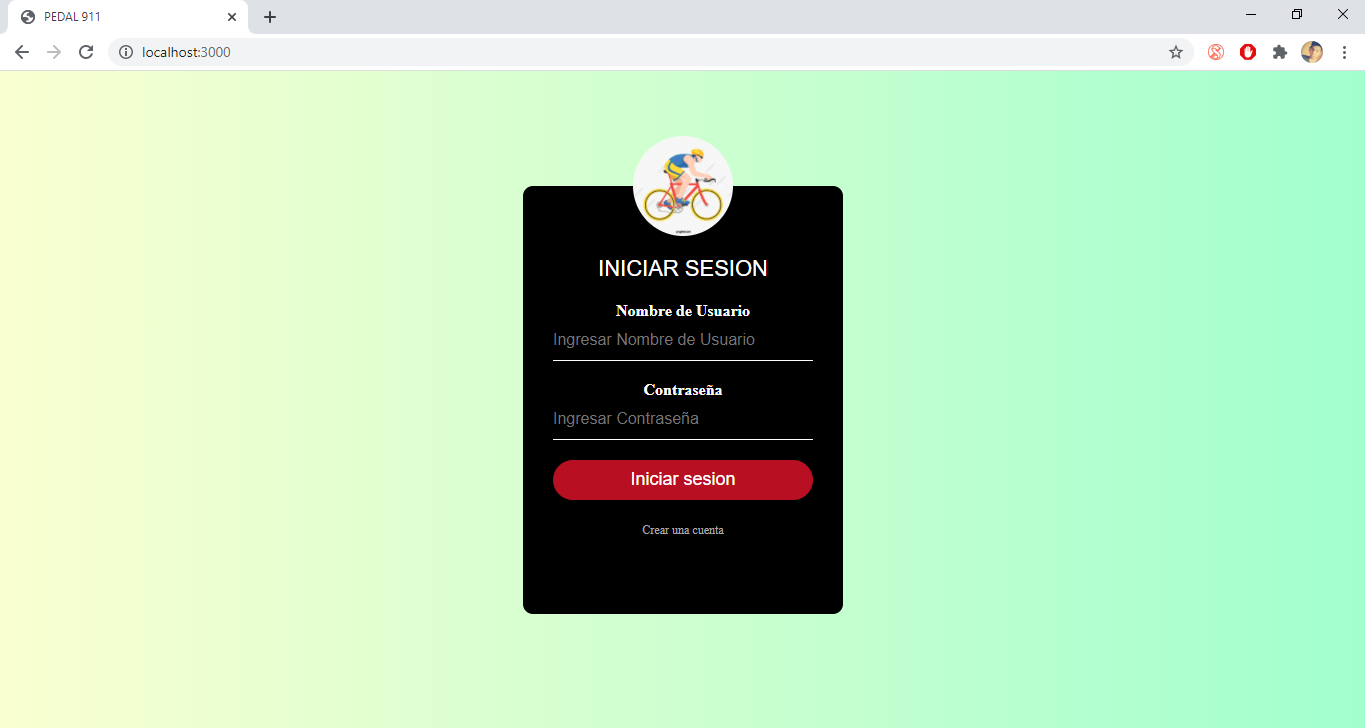 PEDAL 911
localhost:3000
INICIAR SESION
Nombre de Usuario
Ingresar Nombre de Usuario
Contraseña
Ingresar Contraseña
Iniciar sesion
Crear una cuenta